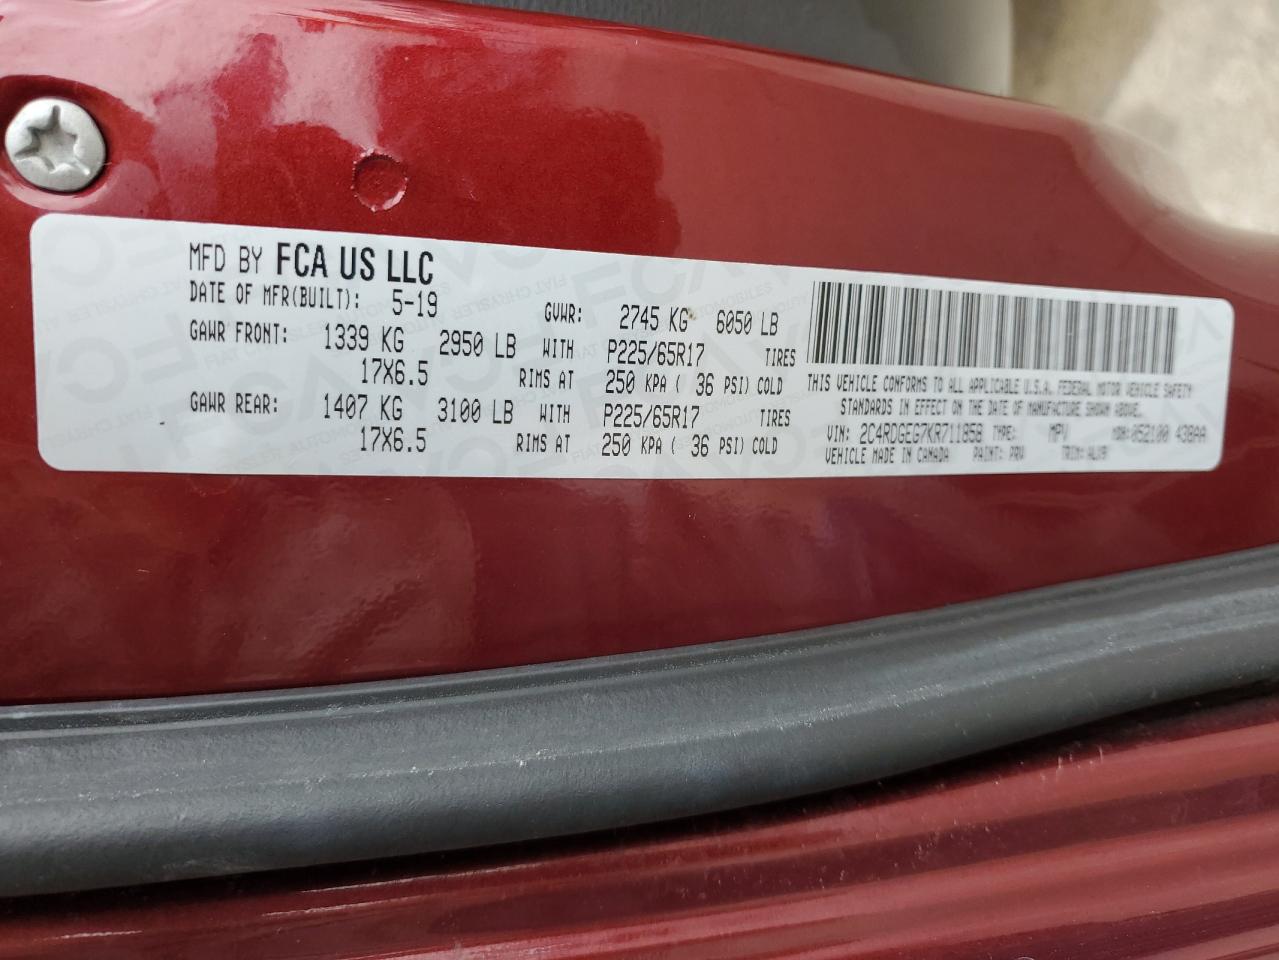 MFD BY FCA US LLC
DATE OF MFR(BUILT): 5-19 GVWR: 2745 KG 6050 LB
GAWR FRONT: 1339 KG 2950 LB WITH P225/65R17 TIRES
17X6.5 RIMS AT 250 KPA ( 36 PSI) COLD
GAWR REAR: 1407 KG 3100 LB WITH P225/65R17 TIRES
17X6.5 RIMS AT 250 KPA ( 36 PSI) COLD
THIS VEHICLE CONFORMS TO ALL APPLICABLE U.S.A. FEDERAL MOTOR VEHICLE SAFETY
STANDARDS IN EFFECT ON THE DATE OF MANUFACTURE SHOWN ABOVE.
VIN: 2C4RDGEG7KR711858 TYPE: MPV MDH:052100 438AA
VEHICLE MADE IN CANADA PAINT: PRV TRIM: